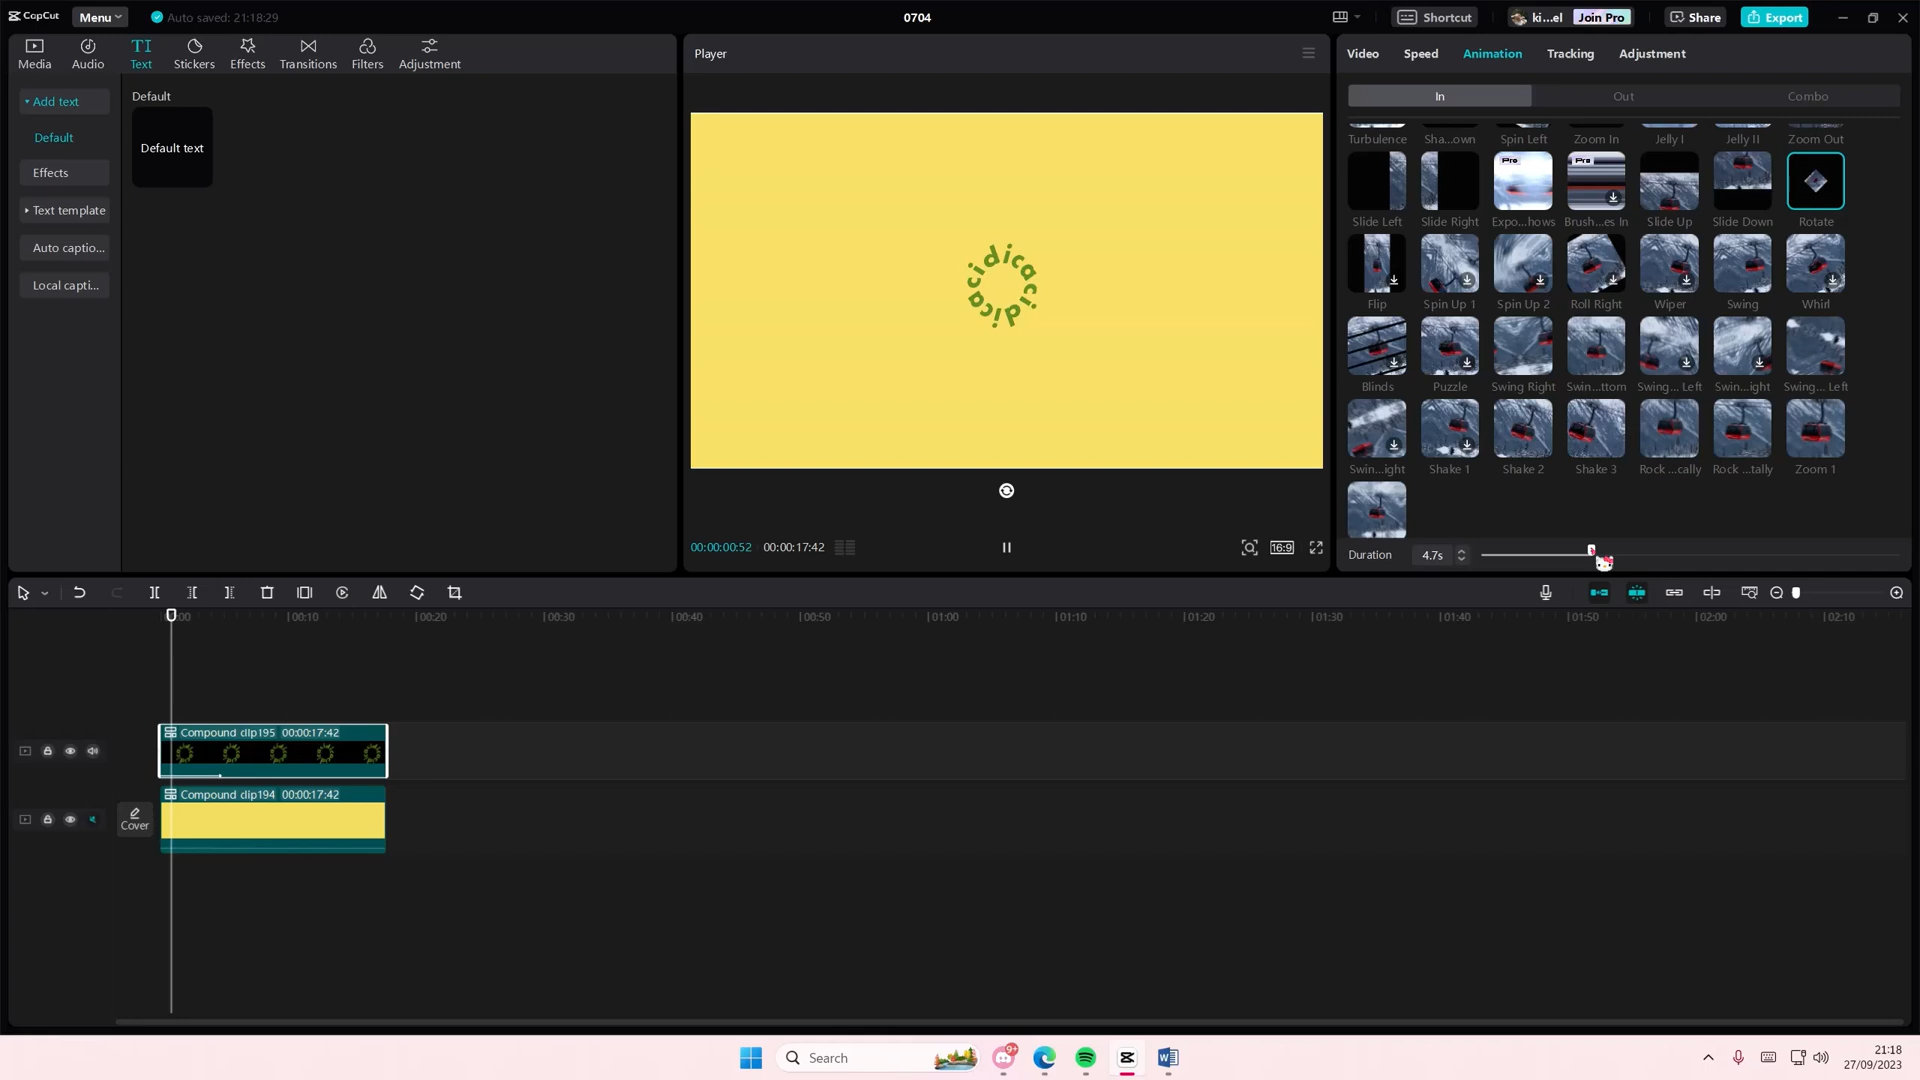 CapCut
Menu
Auto saved: 21:18:29
0704
Shortcut
ki...el
Join Pro
Share
Export
Media
Audio
TI
Text
Stickers
Effects
Transitions
Filters
Adjustment
Add text
Default
Effects
Text template
Auto captio...
Local capti...
Default
Default text
Player
cidicacidicaci
00:00:00:52
00:00:17:42
16:9
Video
Speed
Animation
Tracking
Adjustment
In
Out
Combo
Turbulence
Sha...own
Spin Left
Zoom In
Jelly I
Jelly II
Zoom Out
Pro
Pro
Slide Left
Slide Right
Expo...hows
Brush...es In
Slide Up
Slide Down
Rotate
Flip
Spin Up 1
Spin Up 2
Roll Right
Wiper
Swing
Whirl
Blinds
Puzzle
Swing Right
Swin...ttom
Swing... Left
Swin...ight
Swing... Left
Swin...ight
Shake 1
Shake 2
Shake 3
Rock ...cally
Rock ...tally
Zoom 1
Duration
4.7s
00:00
00:10
00:20
00:30
00:40
00:50
01:00
01:10
01:20
01:30
01:40
01:50
02:00
02:10
Compound clip195 00:00:17:42
Compound clip194 00:00:17:42
Cover
Search
9+
21:18
27/09/2023